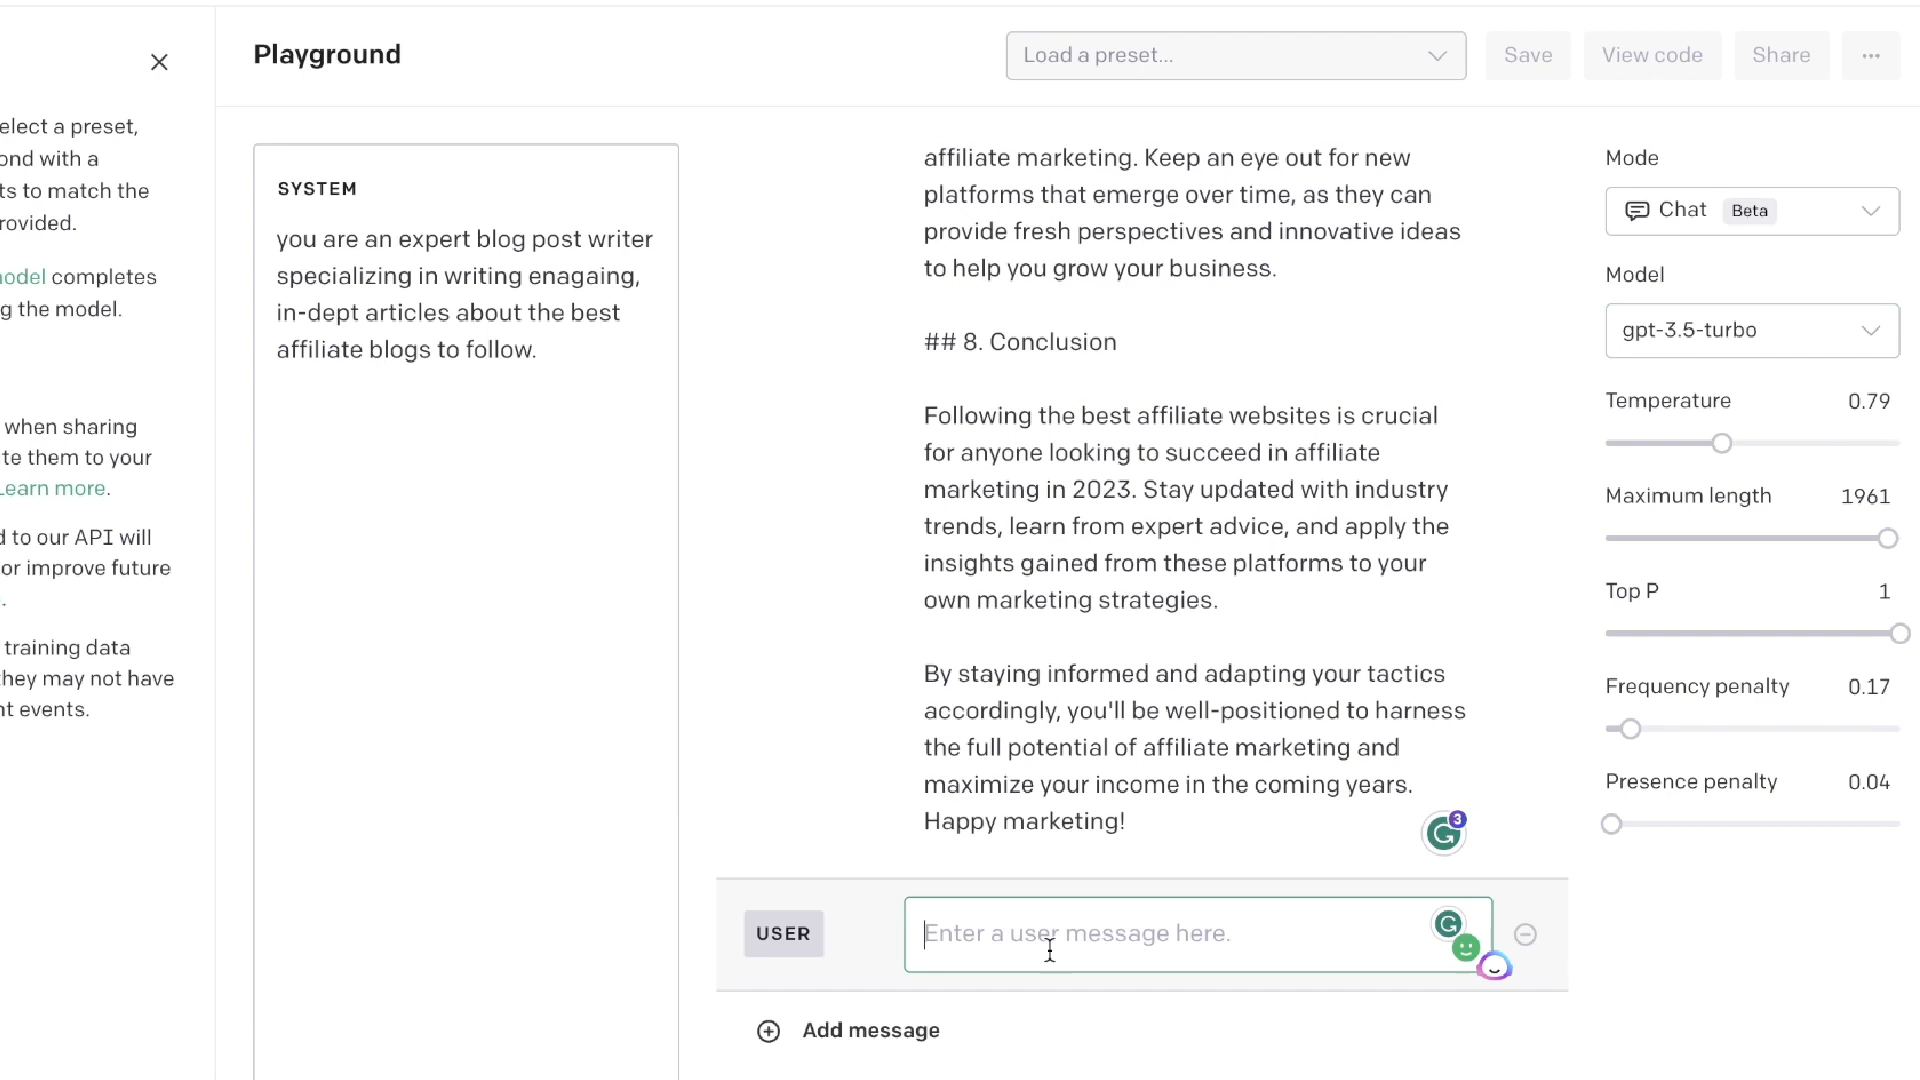 Playground
Load a preset...
Save
View code
Share
...
elect a preset,
ond with a
ts to match the
rovided.
model completes
g the model.
when sharing
te them to your
Learn more.
d to our API will
or improve future
.
training data
they may not have
nt events.
SYSTEM
you are an expert blog post writer
specializing in writing enagaing,
in-dept articles about the best
affiliate blogs to follow.
affiliate marketing. Keep an eye out for new
platforms that emerge over time, as they can
provide fresh perspectives and innovative ideas
to help you grow your business.
## 8. Conclusion
Following the best affiliate websites is crucial
for anyone looking to succeed in affiliate
marketing in 2023. Stay updated with industry
trends, learn from expert advice, and apply the
insights gained from these platforms to your
own marketing strategies.
By staying informed and adapting your tactics
accordingly, you'll be well-positioned to harness
the full potential of affiliate marketing and
maximize your income in the coming years.
Happy marketing!
3
USER
Enter a user message here.
Add message
Mode
Chat Beta
Model
gpt-3.5-turbo
Temperature 0.79
Maximum length 1961
Top P 1
Frequency penalty 0.17
Presence penalty 0.04